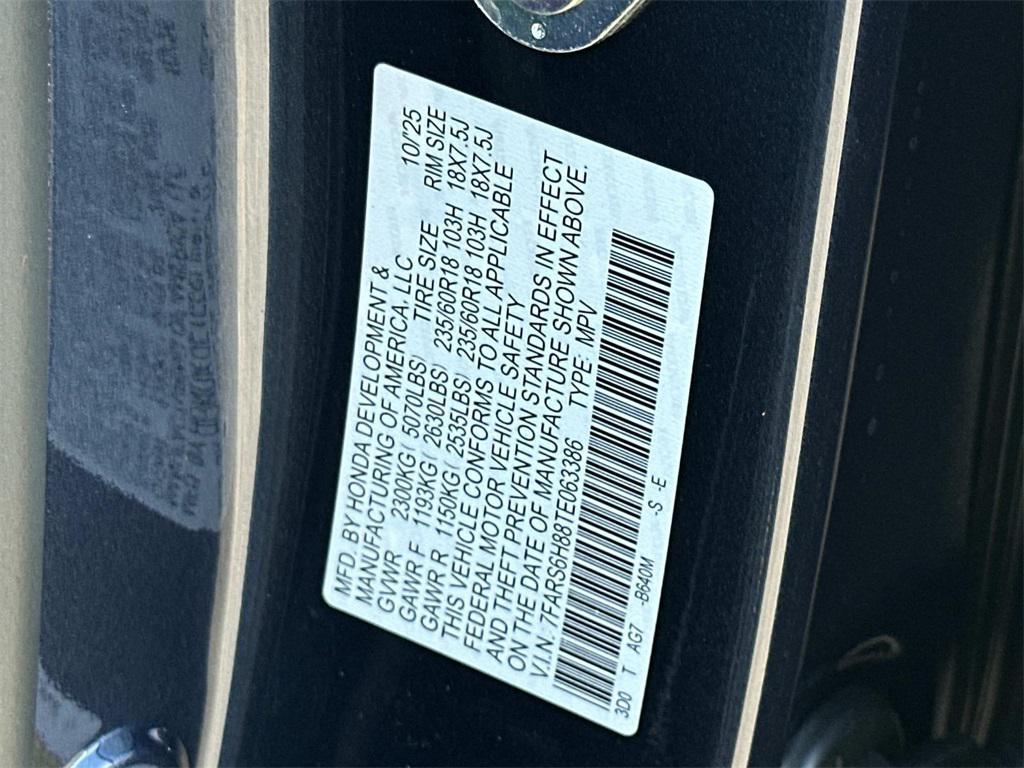 MFD. BY HONDA DEVELOPMENT &
MANUFACTURING OF AMERICA, LLC 10/'25
GVWR 2300KG( 5070LBS) TIRE SIZE RIM SIZE
GAWR F 1193KG( 2630LBS) 235/60R18 103H 18X7.5J
GAWR R 1150KG( 2535LBS) 235/60R18 103H 18X7.5J
THIS VEHICLE CONFORMS TO ALL APPLICABLE
FEDERAL MOTOR VEHICLE SAFETY
AND THEFT PREVENTION STANDARDS IN EFFECT
ON THE DATE OF MANUFACTURE SHOWN ABOVE.
V.I.N.: 7FARS6H88TE063386 TYPE: MPV
3D0 T AG7 -B640M -S -E